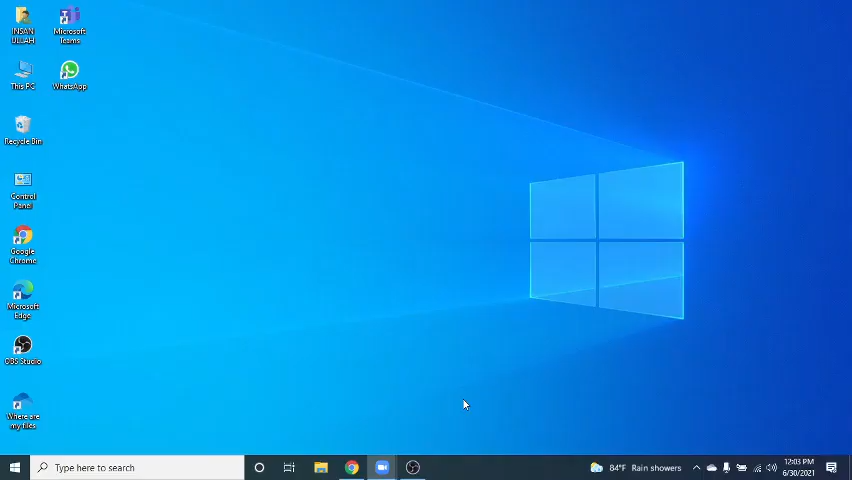 INSAN
ULLAH
Microsoft
Teams
This PC
WhatsApp
Recycle Bin
Control
Panel
Google
Chrome
Microsoft
Edge
OBS Studio
Where are
my files
Type here to search
84°F Rain showers
12:03 PM
6/30/2021